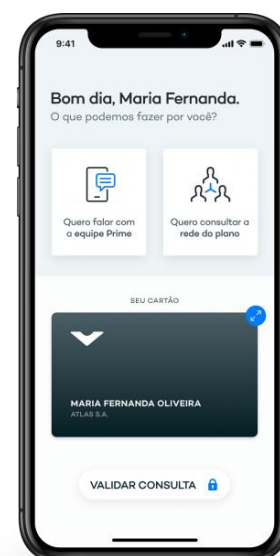 9:41
Bom dia, Maria Fernanda.
O que podemos fazer por você?
Quero falar com
a equipe Prime
Quero consultar a
rede do plano
SEU CARTÃO
MARIA FERNANDA OLIVEIRA
ATLAS S.A.
VALIDAR CONSULTA